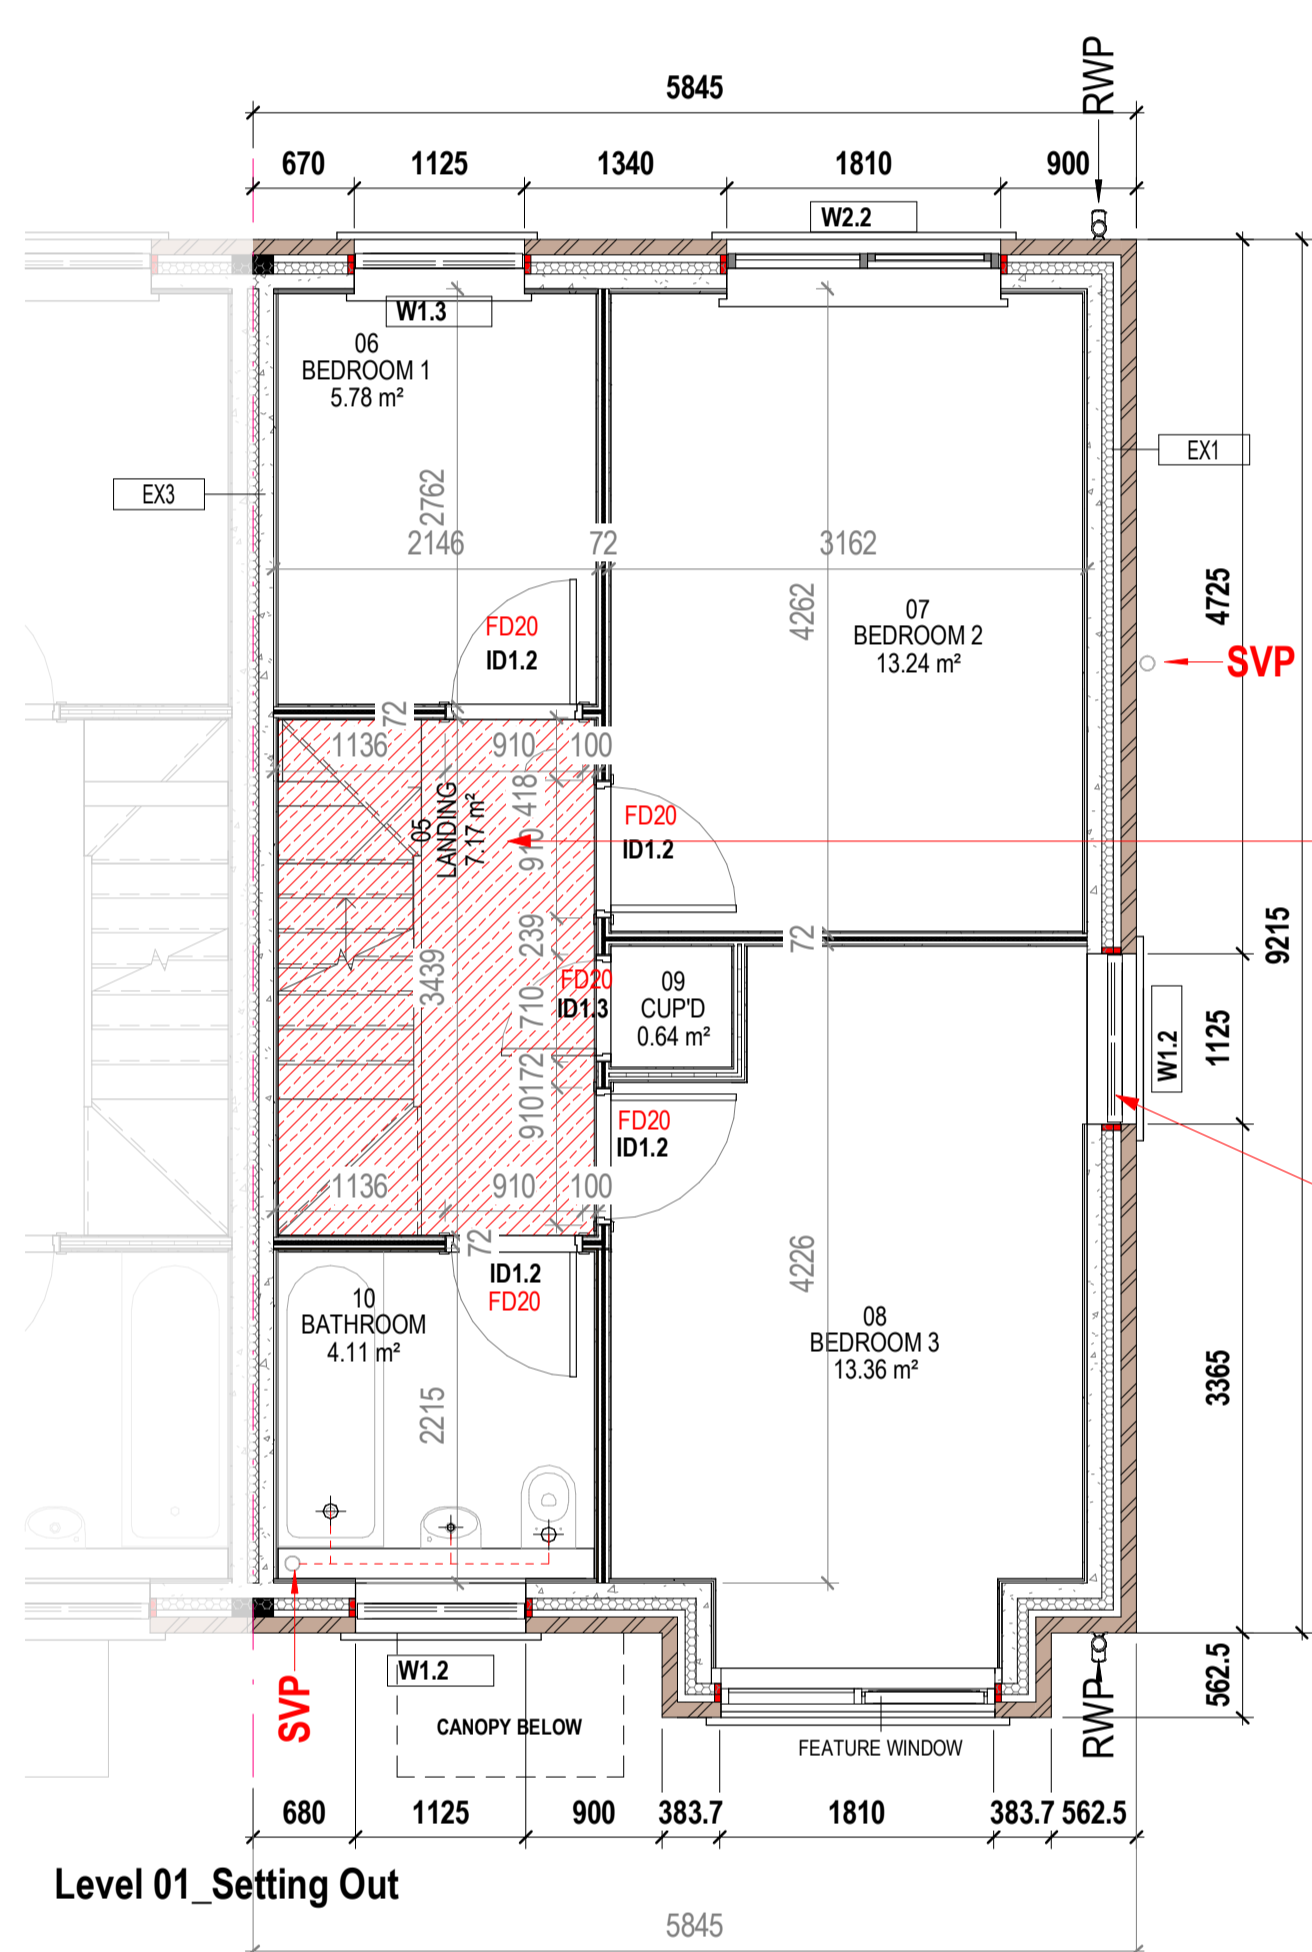 5845
RWP
670
1125
1340
1810
900
W2.2
W1.3
06
BEDROOM 1
5.78 m²
EX1
EX3
2762
2146
72
3162
4262
4725
07
BEDROOM 2
13.24 m²
SVP
FD20
ID1.2
72
1136
910
100
418
05
LANDING
7.17 m²
910
FD20
ID1.2
239
72
9215
3439
710
FD20
ID1.3
09
CUP'D
0.64 m²
1125
W1.2
172
910
FD20
ID1.2
1136
910
100
72
ID1.2
FD20
4226
10
BATHROOM
4.11 m²
08
BEDROOM 3
13.36 m²
3365
2215
W1.2
SVP
CANOPY BELOW
FEATURE WINDOW
RWP
562.5
680
1125
900
383.7
1810
383.7
562.5
Level 01_Setting Out
5845